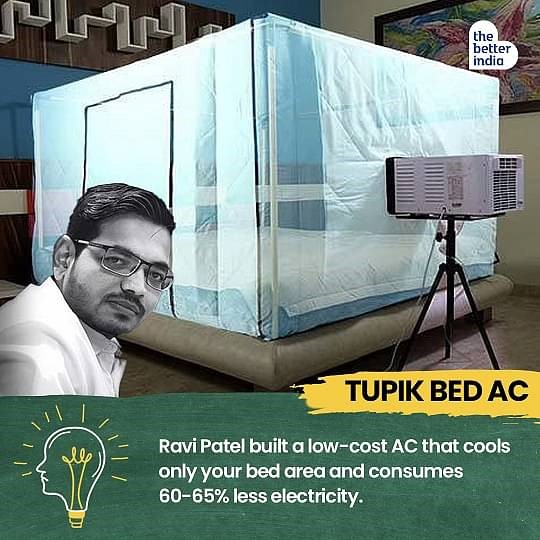 the
better
india
TUPIK BED AC
Ravi Patel built a low-cost AC that cools
only your bed area and consumes
60-65% less electricity.